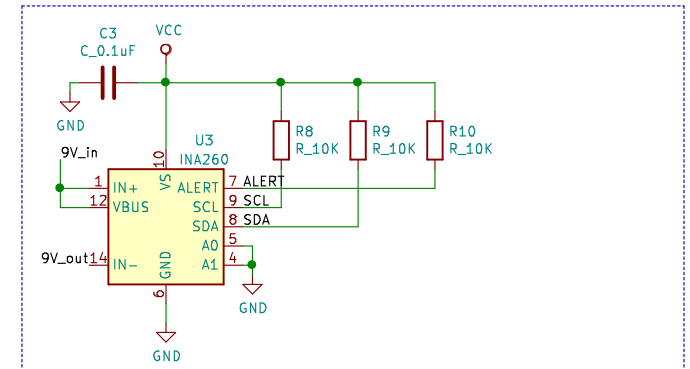 C3
C_0.1uF
VCC
GND
9V_in
U3
INA260
10
VS
1
IN+
12
VBUS
9V_out
14
IN-
GND
6
GND
ALERT
7
ALERT
SCL
9
SCL
SDA
8
SDA
A0
5
A1
4
GND
R8
R_10K
R9
R_10K
R10
R_10K